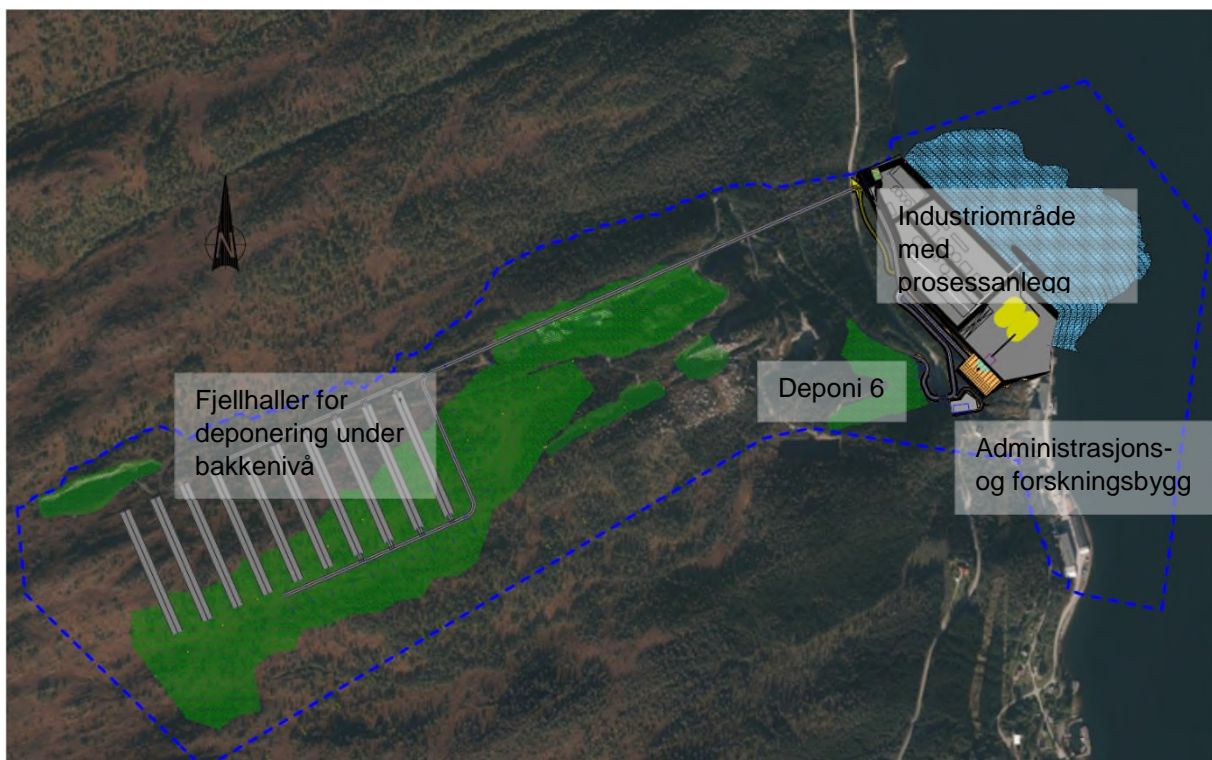 N
Industriområde
med
prosessanlegg
Fjellhaller for
deponering under
bakkenivå
Deponi 6
Administrasjons-
og forskningsbygg